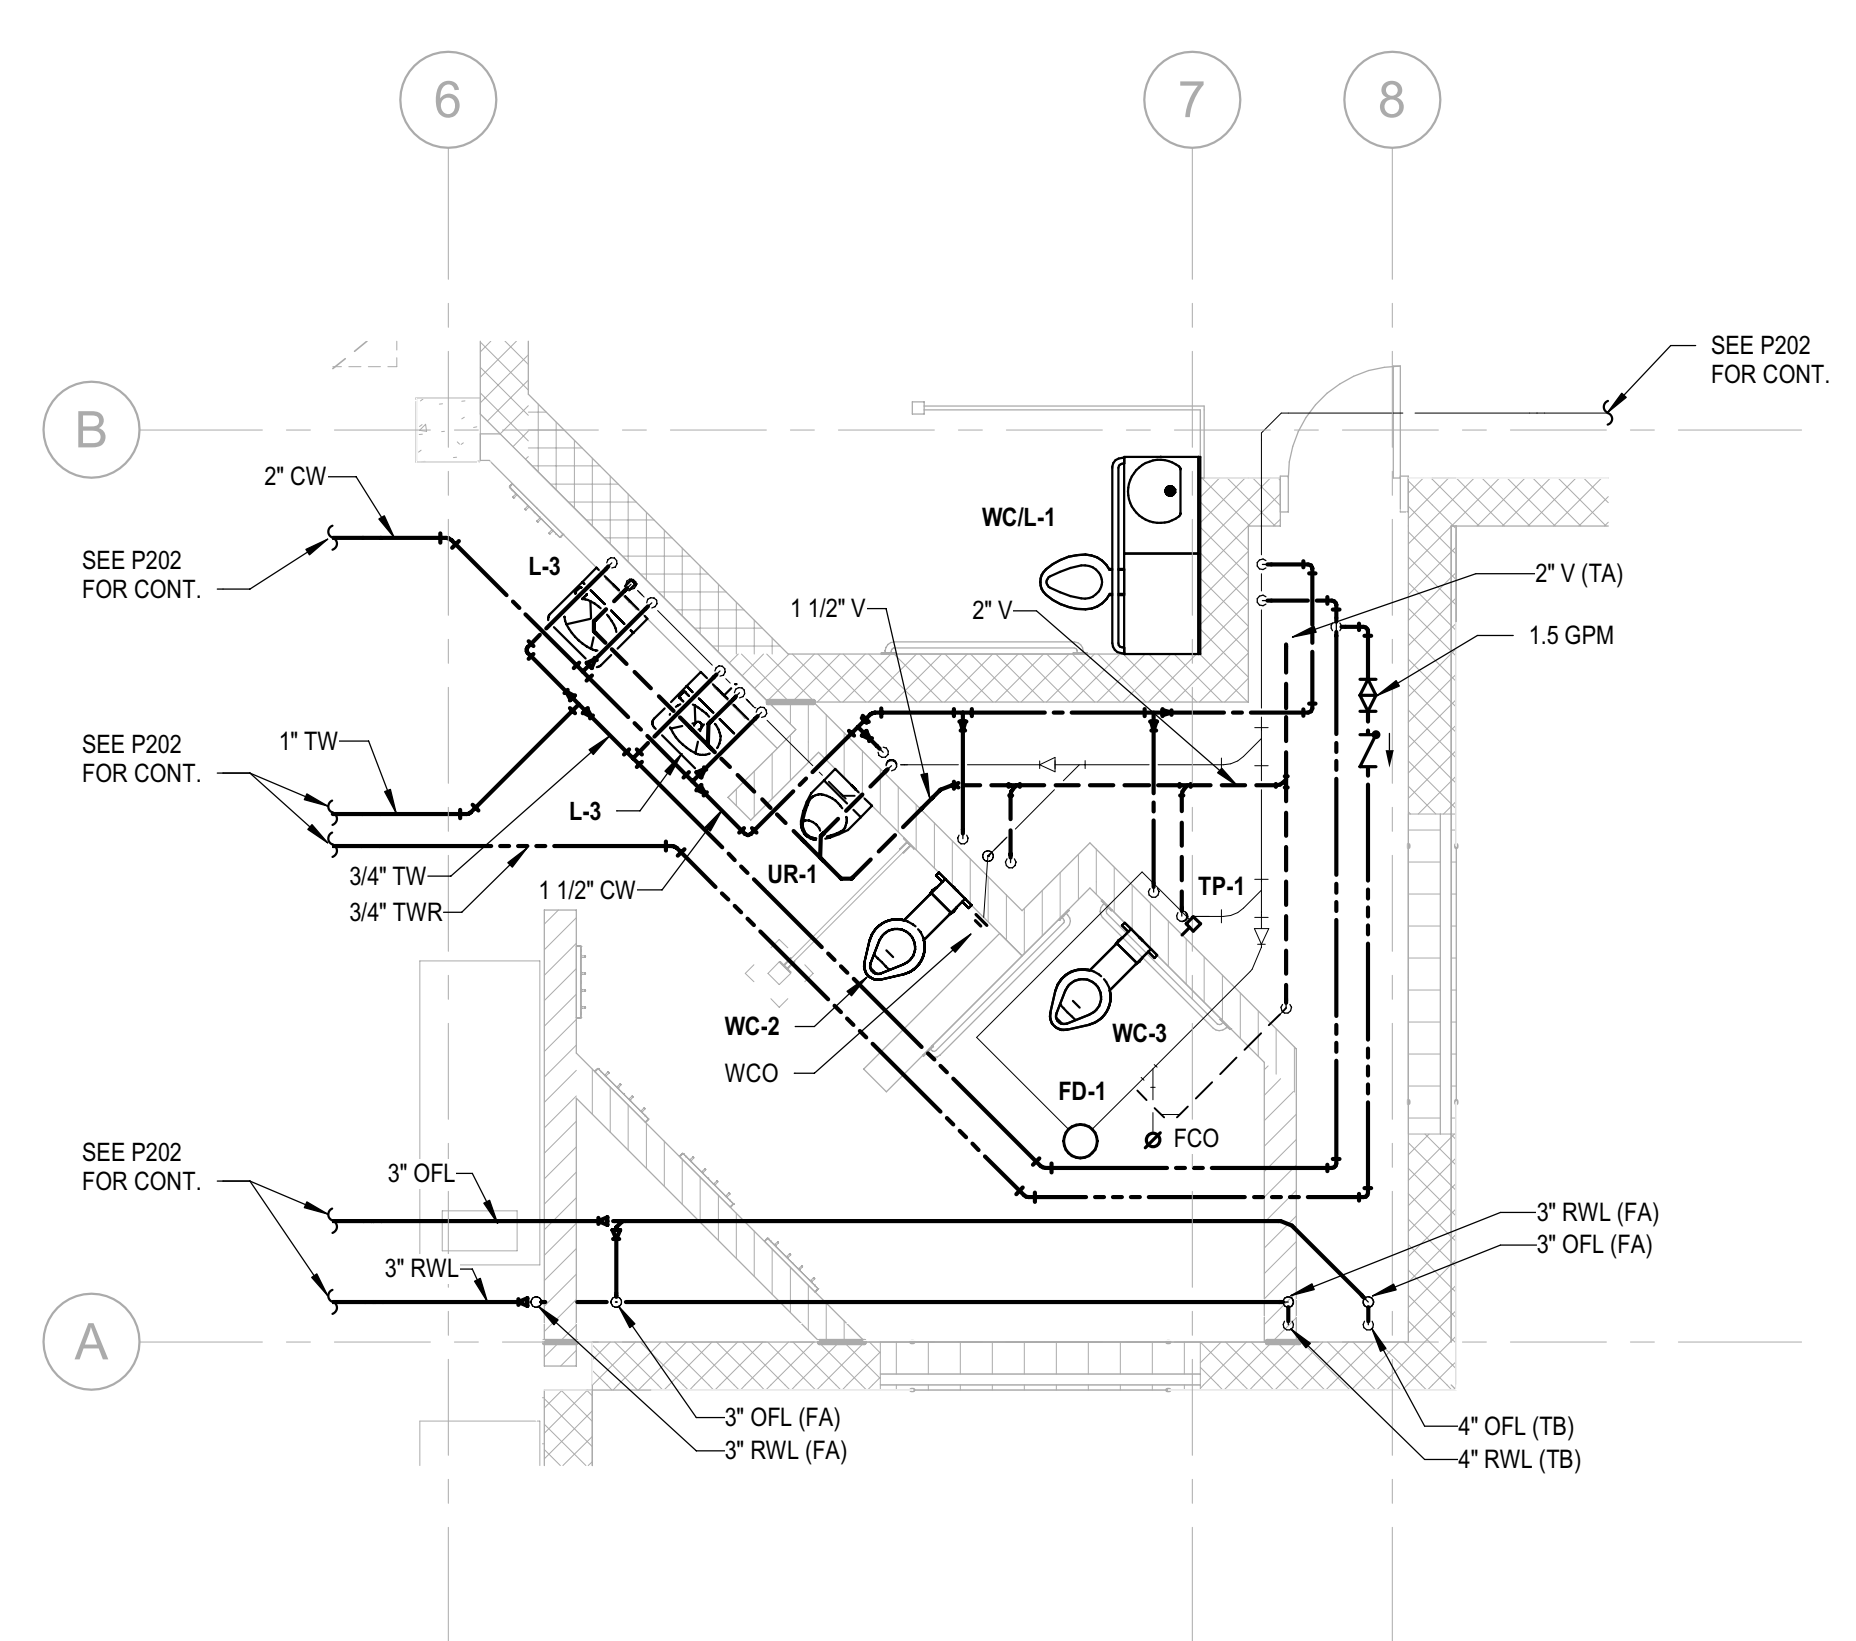 6
7
8
SEE P202
FOR CONT.
B
2" CW
SEE P202
FOR CONT.
L-3
WC/L-1
1 1/2" V
2" V
2" V (TA)
1.5 GPM
SEE P202
FOR CONT.
1" TW
L-3
3/4" TW
3/4" TWR
1 1/2" CW
UR-1
TP-1
WC-2
WCO
WC-3
FD-1
FCO
SEE P202
FOR CONT.
3" OFL
3" RWL
3" RWL (FA)
3" OFL (FA)
A
3" OFL (FA)
3" RWL (FA)
4" OFL (TB)
4" RWL (TB)